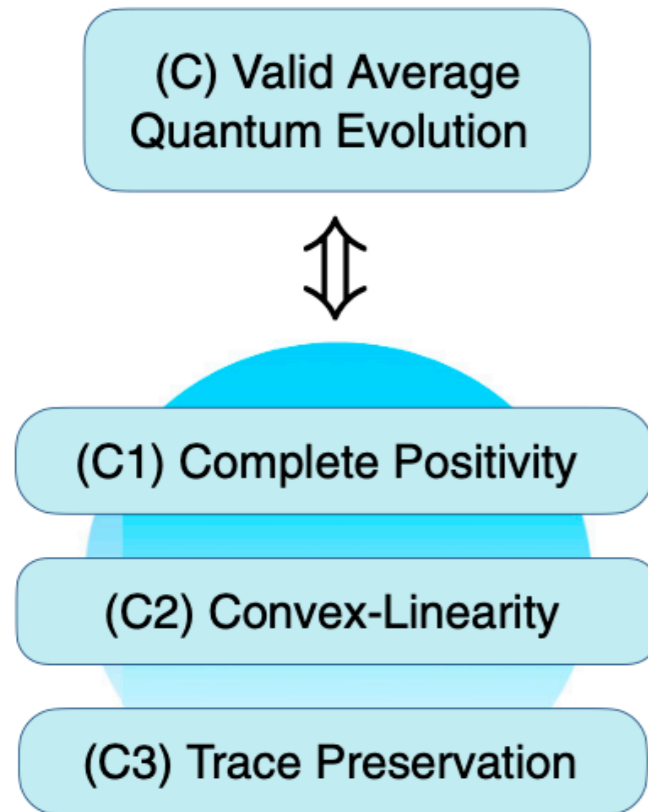 (C) Valid Average
Quantum Evolution
(C1) Complete Positivity
(C2) Convex-Linearity
(C3) Trace Preservation